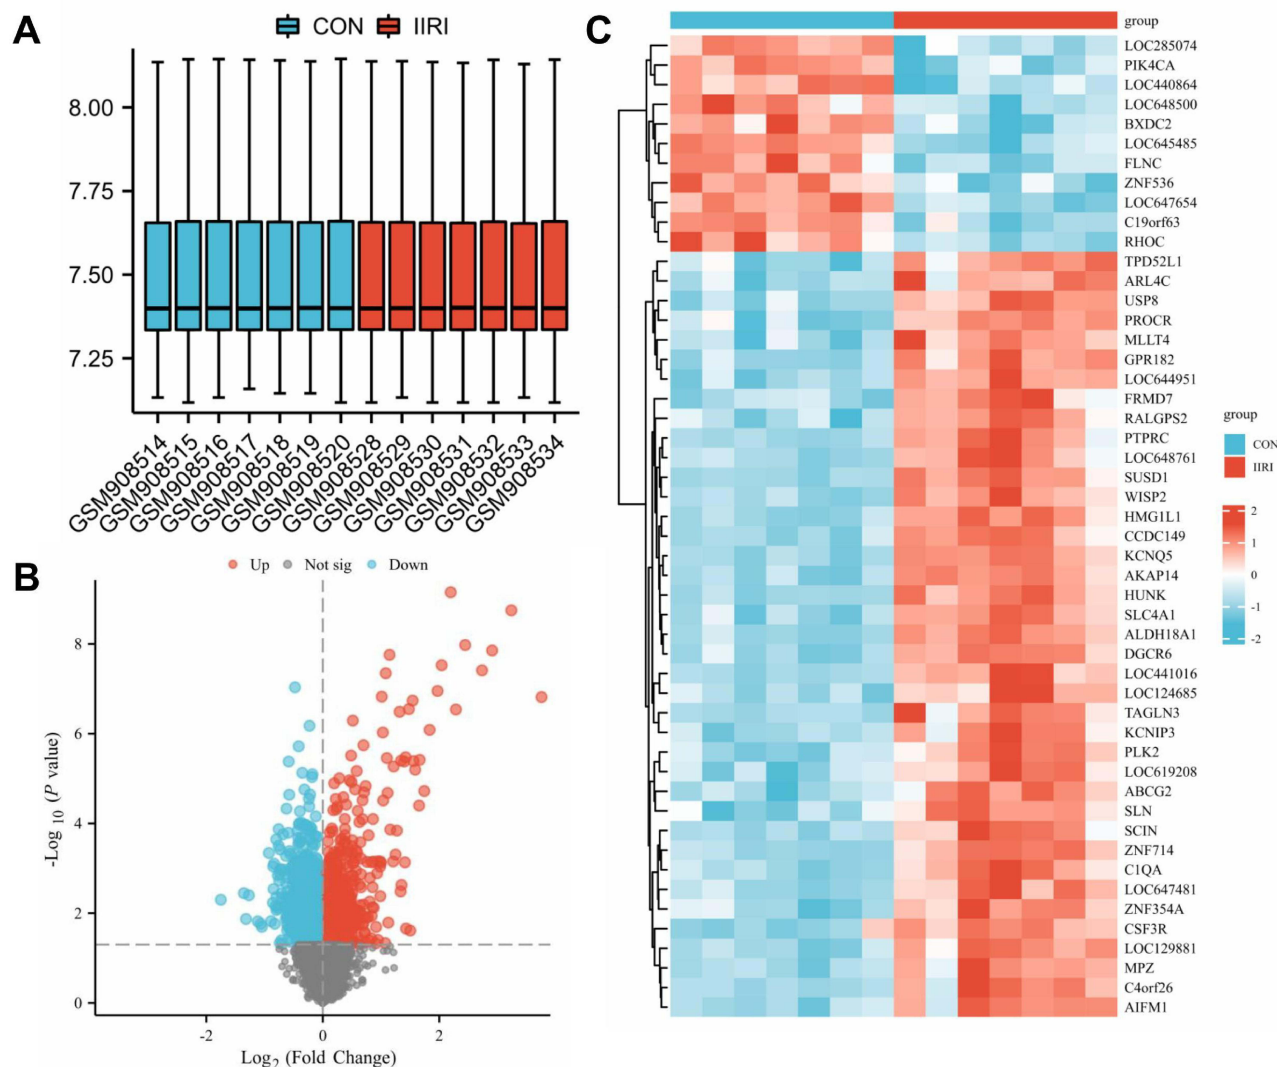 A
CON IIRI
8.00
7.75
7.50
7.25
GSM908514
GSM908515
GSM908516
GSM908517
GSM908518
GSM908519
GSM908520
GSM908528
GSM908529
GSM908530
GSM908531
GSM908532
GSM908533
GSM908534
B
Up Not sig Down
-Log 10 (P value)
8
6
4
2
0
-2 0 2
Log2 (Fold Change)
C
group
LOC285074
PIK4CA
LOC440864
LOC648500
BXDC2
LOC645485
FLNC
ZNF536
LOC647654
C19orf63
RHOC
TPD52L1
ARL4C
USP8
PROCR
MLLT4
GPR182
LOC644951
FRMD7
RALGPS2
PTPRC
LOC648761
SUSD1
WISP2
HMG1L1
CCDC149
KCNQ5
AKAP14
HUNK
SLC4A1
ALDH18A1
DGCR6
LOC441016
LOC124685
TAGLN3
KCNIP3
PLK2
LOC619208
ABCG2
SLN
SCIN
ZNF714
C1QA
LOC647481
ZNF354A
CSF3R
LOC129881
MPZ
C4orf26
AIFM1
group
CON
IIRI
2
1
0
-1
-2